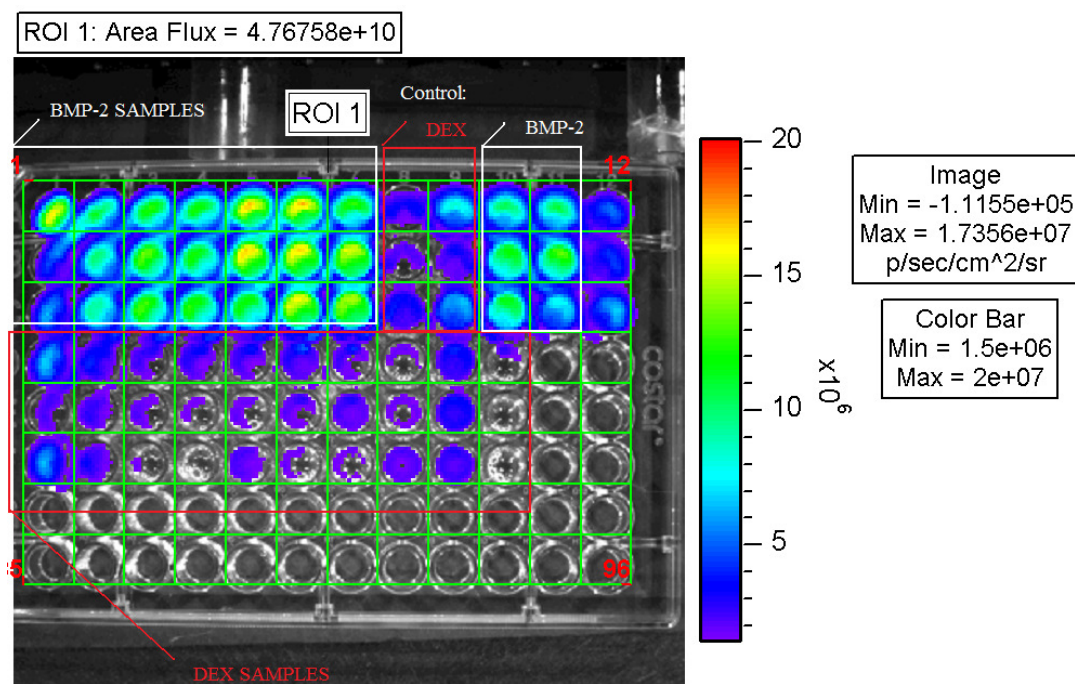 ROI 1: Area Flux = 4.76758e+10
BMP-2 SAMPLES
ROI 1
Control:
DEX
BMP-2
1
12
costar
96
DEX SAMPLES
20
15
10
5
x10
6
Image
Min = -1.1155e+05
Max = 1.7356e+07
p/sec/cm^2/sr
Color Bar
Min = 1.5e+06
Max = 2e+07